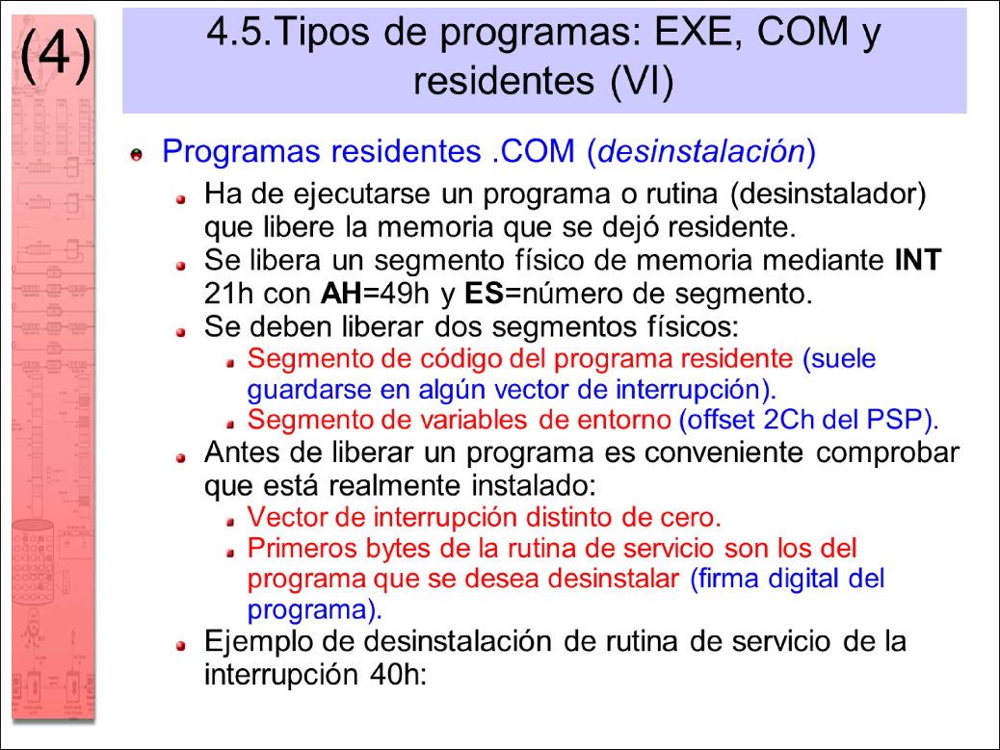 (4)
4.5.Tipos de programas: EXE, COM y
residentes (VI)
Programas residentes .COM (desinstalación)
Ha de ejecutarse un programa o rutina (desinstalador)
que libere la memoria que se dejó residente.
Se libera un segmento físico de memoria mediante INT
21h con AH=49h y ES=número de segmento.
Se deben liberar dos segmentos físicos:
Segmento de código del programa residente (suele
guardarse en algún vector de interrupción).
Segmento de variables de entorno (offset 2Ch del PSP).
Antes de liberar un programa es conveniente comprobar
que está realmente instalado:
Vector de interrupción distinto de cero.
Primeros bytes de la rutina de servicio son los del
programa que se desea desinstalar (firma digital del
programa).
Ejemplo de desinstalación de rutina de servicio de la
interrupción 40h: